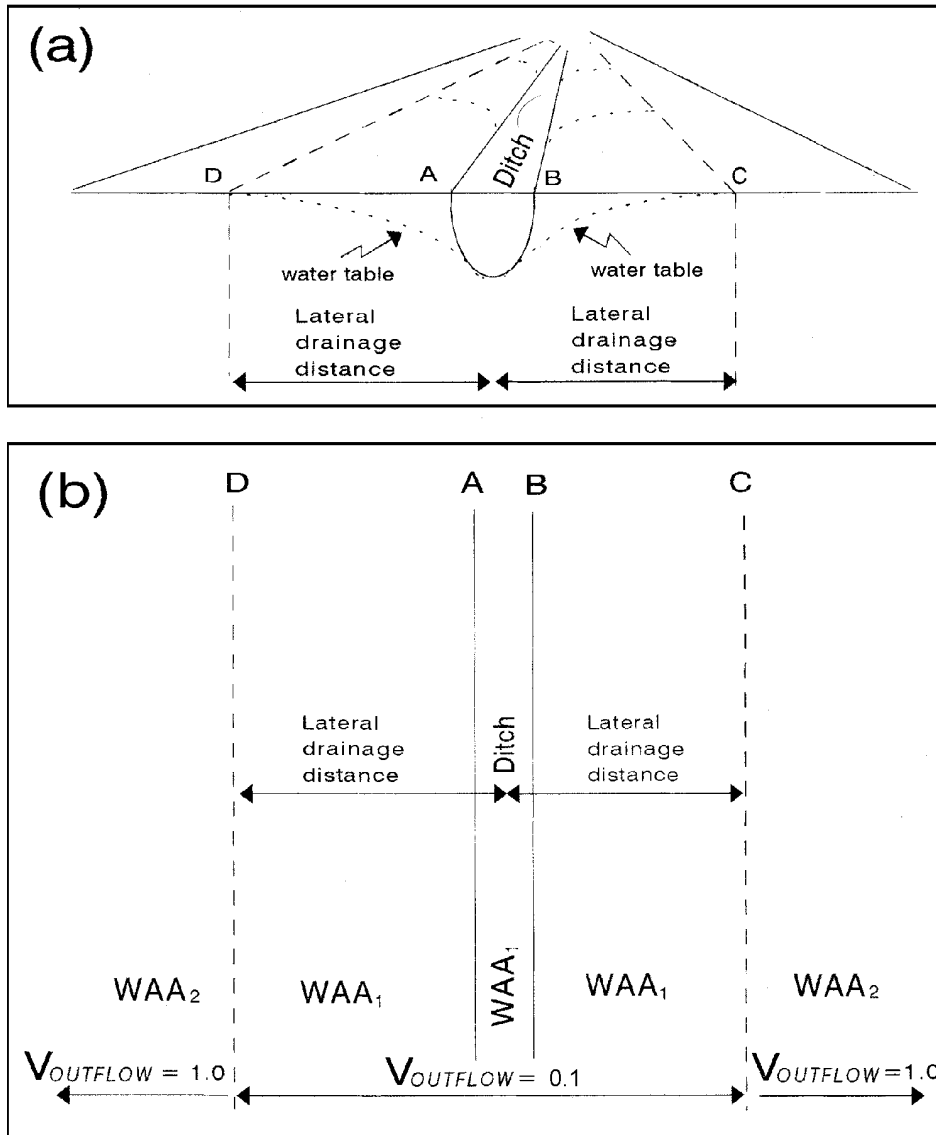 (a)
D
A
B
C
Ditch
water table
water table
Lateral
drainage
distance
Lateral
drainage
distance
(b)
D
A
B
C
Lateral
drainage
distance
Ditch
Lateral
drainage
distance
WAA₂
WAA₁
WAA₁
WAA₁
WAA₂
VOUTFLOW = 1.0
VOUTFLOW = 0.1
VOUTFLOW = 1.0